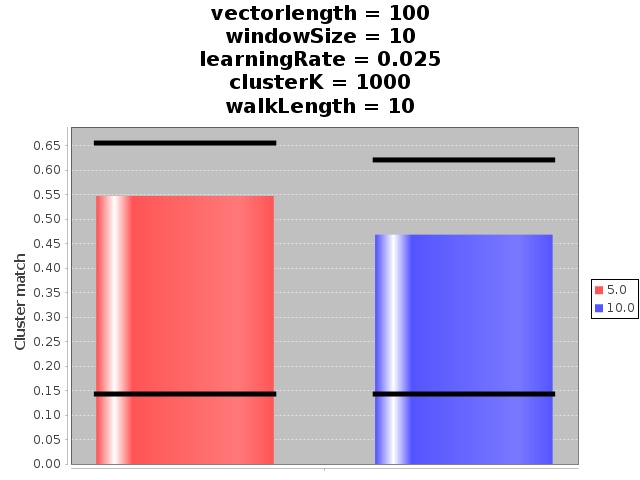 vectorlength = 100
windowSize = 10
learningRate = 0.025
clusterK = 1000
walkLength = 10
Cluster match
0.65
0.60
0.55
0.50
0.45
0.40
0.35
0.30
0.25
0.20
0.15
0.10
0.05
0.00
5.0
10.0